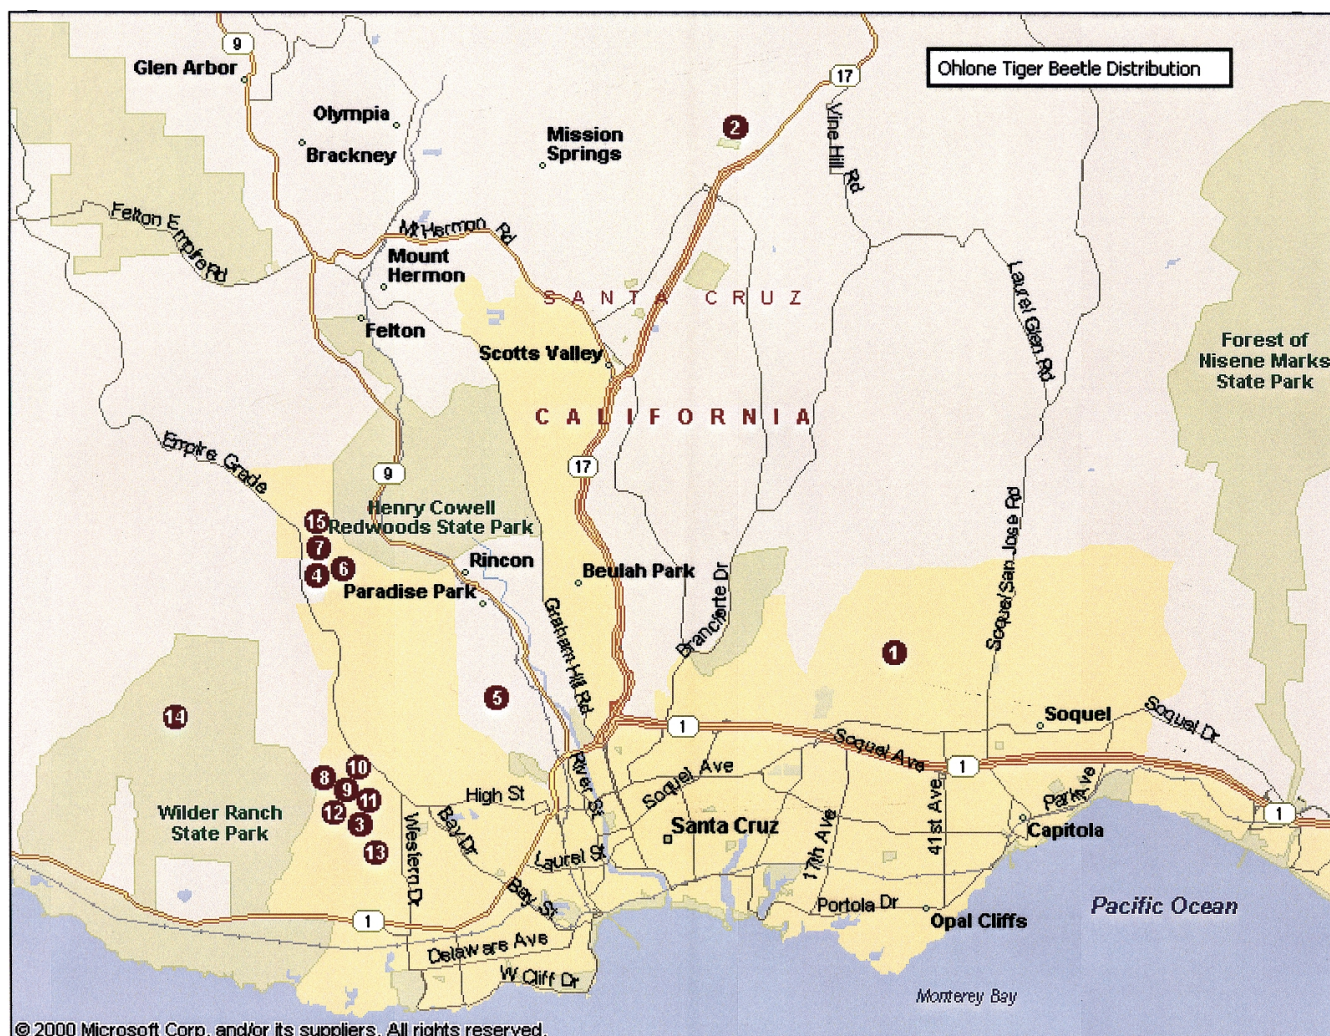 Ohlone Tiger Beetle Distribution
9
Glen Arbor
17
Olympia
Brackney
Mission
Springs
2
Vine Hill Rd
Felton Empire Rd
Mt Hermon Rd
Mount
Hermon
SANTA CRUZ
Laurel Glen Rd
Felton
Scotts Valley
Forest of
Nisene Marks
State Park
CALIFORNIA
Empire Grade
9
17
Henry Cowell
Redwoods State Park
15
7
4
6
Rincon
Paradise Park
Beulah Park
Branciforte Dr
Soquel San Jose Rd
Graham Hill Rd
1
5
14
1
Soquel
Soquel Dr
Soquel Ave
1
10
8
9
11
12
3
13
Wilder Ranch
State Park
High St
River St
Soquel Ave
Park Ave
1
Santa Cruz
Capitola
41st Ave
17th Ave
Western Dr
Bay Dr
Laurel St
Bay St
Portola Dr
Opal Cliffs
Pacific Ocean
1
Delaware Ave
W Cliff Dr
Monterey Bay
© 2000 Microsoft Corp. and/or its suppliers. All rights reserved.